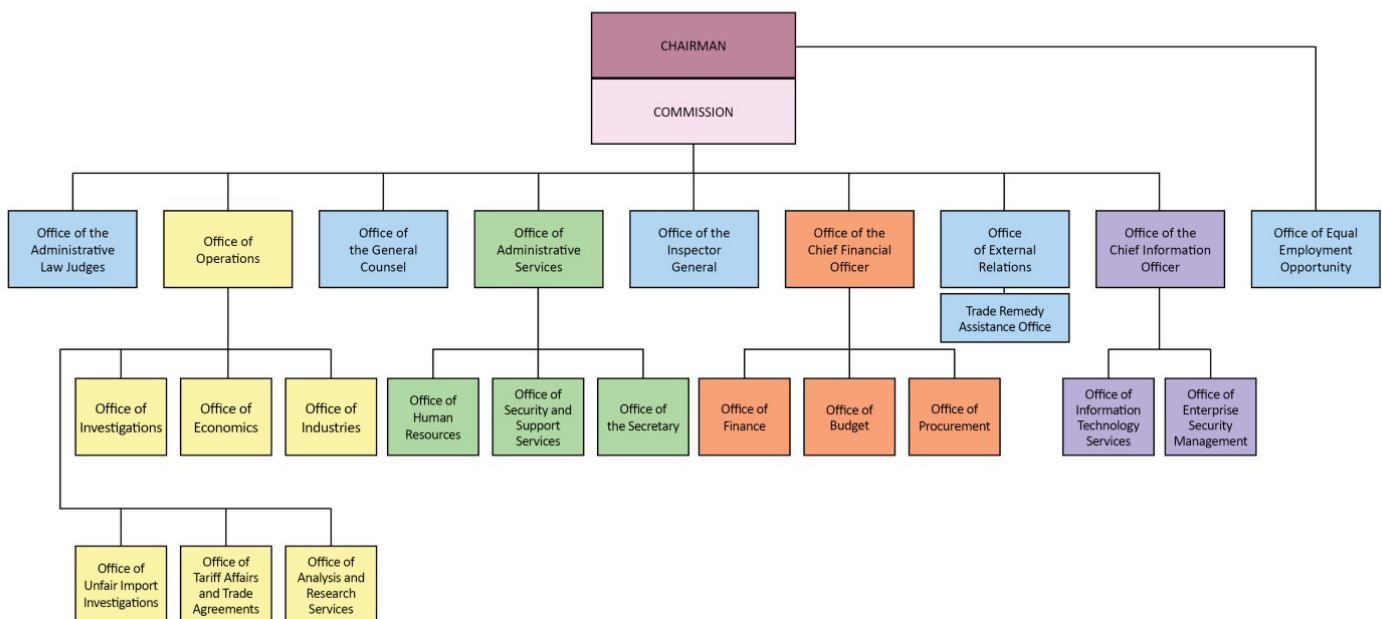 CHAIRMAN
COMMISSION
Office of the
Administrative
Law Judges
Office of
Operations
Office of
the General
Counsel
Office of
Administrative
Services
Office of the
Inspector
General
Office of the
Chief Financial
Officer
Office
of External
Relations
Office of the
Chief Information
Officer
Office of Equal
Employment
Opportunity
Trade Remedy
Assistance Office
Office of
Investigations
Office of
Economics
Office of
Industries
Office of
Human
Resources
Office of
Security and
Support
Services
Office of
the Secretary
Office of
Finance
Office of
Budget
Office of
Procurement
Office of
Information
Technology
Services
Office of
Enterprise
Security
Management
Office of
Unfair Import
Investigations
Office of
Tariff Affairs
and Trade
Agreements
Office of
Analysis and
Research
Services